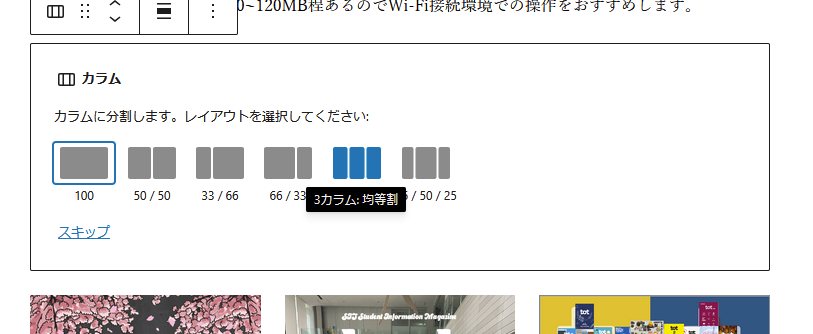 0~120MB程あるのでWi-Fi接続環境での操作をおすすめします。
カラム
カラムに分割します。レイアウトを選択してください:
100
50 / 50
33 / 66
66 / 33
/ 50 / 25
3カラム: 均等割
スキップ
STJ Student Information Magazine
tot
tot
tot